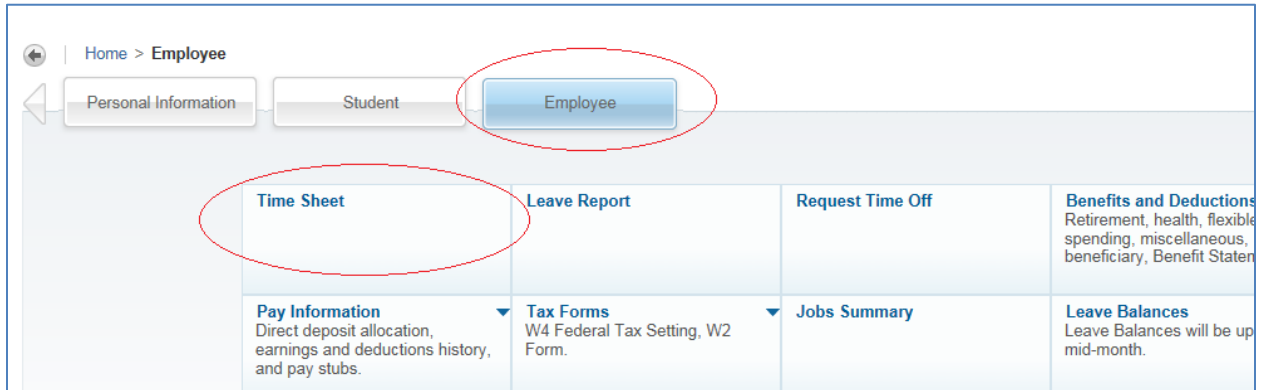 Home > Employee
Personal Information
Student
Employee
Time Sheet
Leave Report
Request Time Off
Benefits and Deductions
Retirement, health, flexible
spending, miscellaneous,
beneficiary, Benefit Statem
Pay Information
Direct deposit allocation,
earnings and deductions history,
and pay stubs.
Tax Forms
W4 Federal Tax Setting, W2
Form.
Jobs Summary
Leave Balances
Leave Balances will be up
mid-month.